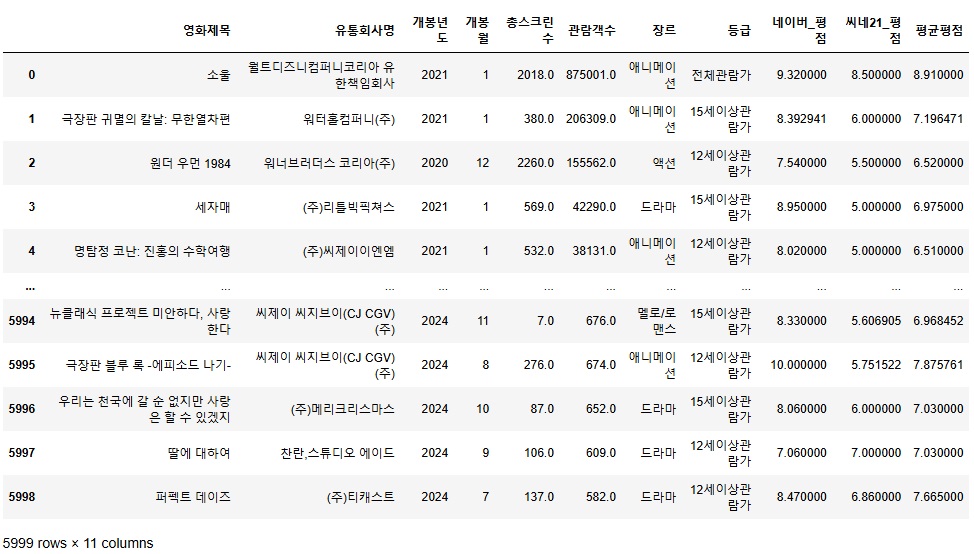 영화제목 유통회사명 개봉년도 개봉월 총스크린수 관람객수 장르 등급 네이버_평점 씨네21_평점 평균평점
0 소울 월트디즈니컴퍼니코리아 유한책임회사 2021 1 2018.0 875001.0 애니메이션 전체관람가 9.320000 8.500000 8.910000
1 극장판 귀멸의 칼날: 무한열차편 워터홀컴퍼니(주) 2021 1 380.0 206309.0 애니메이션 15세이상관람가 8.392941 6.000000 7.196471
2 원더 우먼 1984 워너브러더스 코리아(주) 2020 12 2260.0 155562.0 액션 12세이상관람가 7.540000 5.500000 6.520000
3 세자매 (주)리틀빅픽쳐스 2021 1 569.0 42290.0 드라마 15세이상관람가 8.950000 5.000000 6.975000
4 명탐정 코난: 진홍의 수학여행 (주)씨제이이엔엠 2021 1 532.0 38131.0 애니메이션 12세이상관람가 8.020000 5.000000 6.510000
... ... ... ... ... ... ... ... ... ... ... ...
5994 뉴클래식 프로젝트 미안하다, 사랑한다 씨제이 씨지브이(CJ CGV)(주) 2024 11 7.0 676.0 멜로/로맨스 15세이상관람가 8.330000 5.606905 6.968452
5995 극장판 블루 록 -에피소드 나기- 씨제이 씨지브이(CJ CGV)(주) 2024 8 276.0 674.0 애니메이션 12세이상관람가 10.000000 5.751522 7.875761
5996 우리는 천국에 갈 순 없지만 사랑은 할 수 있겠지 (주)메리크리스마스 2024 10 87.0 652.0 드라마 15세이상관람가 8.060000 6.000000 7.030000
5997 딸에 대하여 찬란,스튜디오 에이드 2024 9 106.0 609.0 드라마 12세이상관람가 7.060000 7.000000 7.030000
5998 퍼펙트 데이즈 (주)티캐스트 2024 7 137.0 582.0 드라마 12세이상관람가 8.470000 6.860000 7.665000
5999 rows × 11 columns